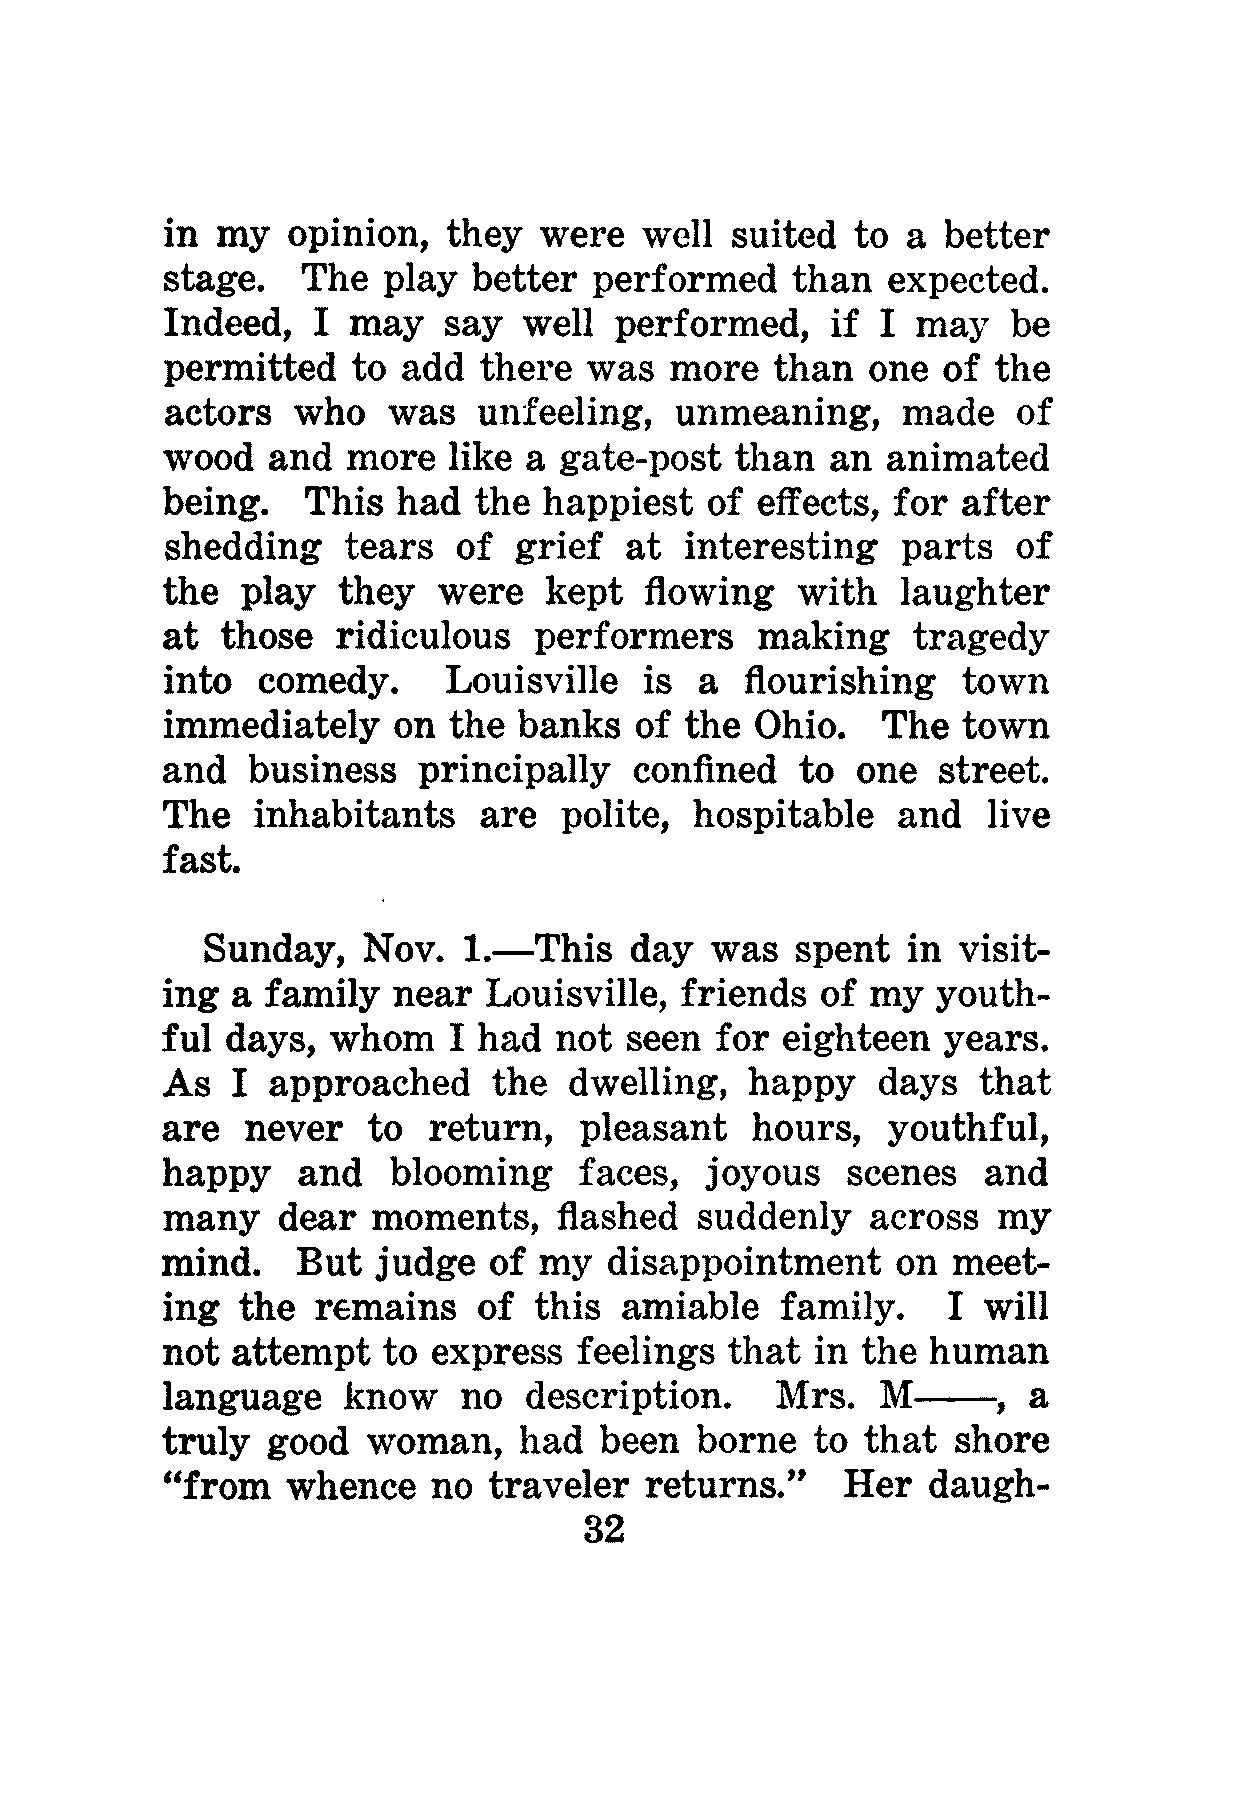 in my opinion, they were well suited to a better
stage. The play better performed than expected.
Indeed, I may say well performed, if I may be
permitted to add there was more than one of the
actors who was unfeeling, unmeaning, made of
wood and more like a gate-post than an animated
being. This had the happiest of effects, for after
shedding tears of grief at interesting parts of
the play they were kept flowing with laughter
at those ridiculous performers making tragedy
into comedy. Louisville is a flourishing town
immediately on the banks of the Ohio. The town
and business principally confined to one street.
The inhabitants are polite, hospitable and live
fast.
Sunday, Nov. 1.—This day was spent in visit-
ing a family near Louisville, friends of my youth-
ful days, whom I had not seen for eighteen years.
As I approached the dwelling, happy days that
are never to return, pleasant hours, youthful,
happy and blooming faces, joyous scenes and
many dear moments, flashed suddenly across my
mind. But judge of my disappointment on meet-
ing the remains of this amiable family. I will
not attempt to express feelings that in the human
language know no description. Mrs. M——, a
truly good woman, had been borne to that shore
“from whence no traveler returns.” Her daugh-
32